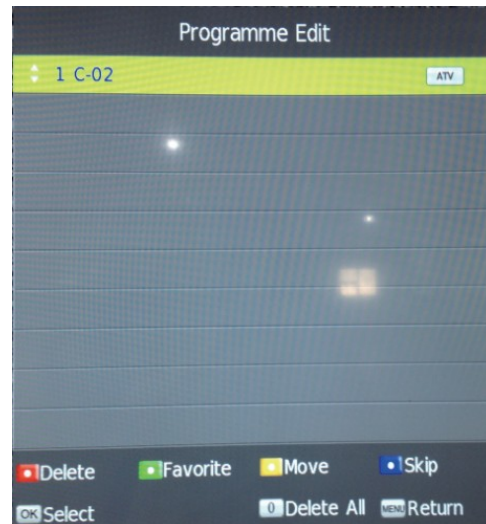 Programme Edit
1 C-02 ATV
Delete Favorite Move Skip
OK Select 0 Delete All MENU Return